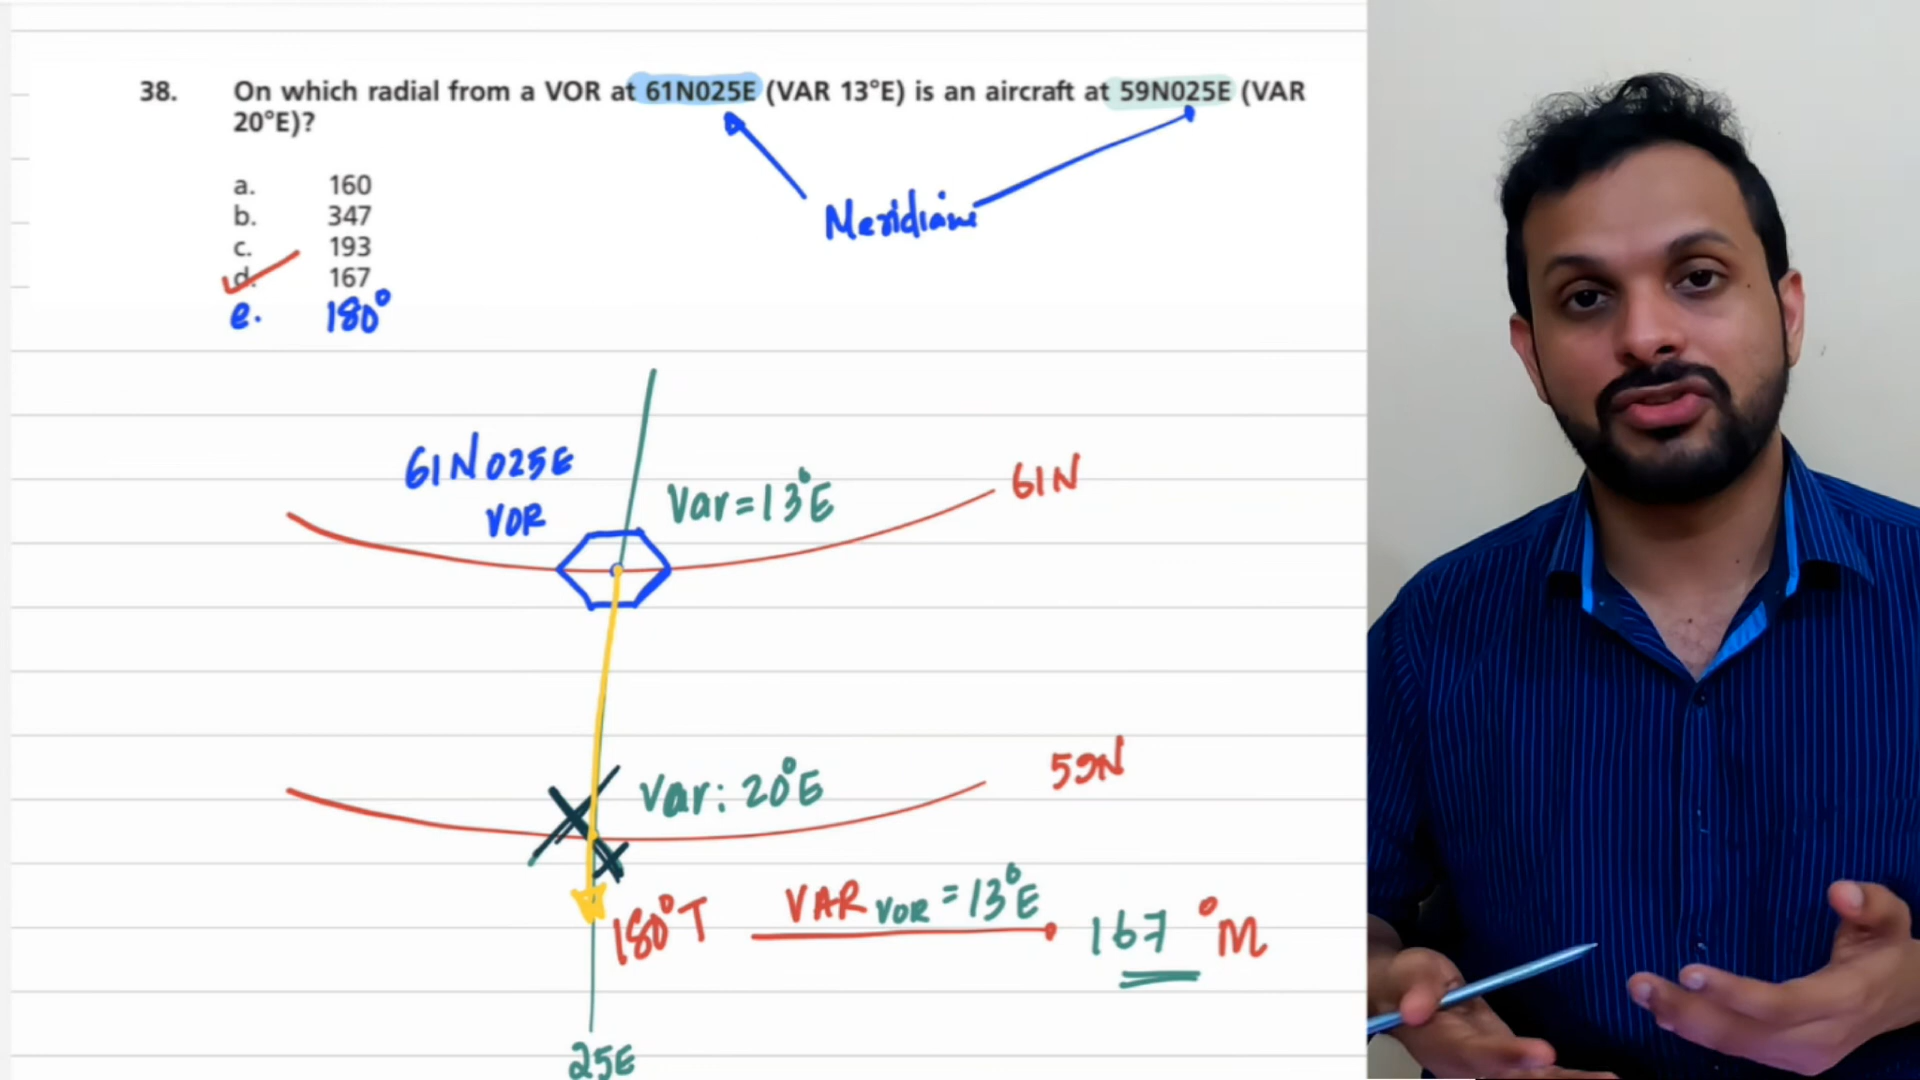 38. On which radial from a VOR at 61N025E (VAR 13°E) is an aircraft at 59N025E (VAR
20°E)?
a. 160
b. 347
c. 193
d. 167
e. 180°
Meridians
61N025E
VOR
Var=13°E
61N
Var: 20°E
59N
180°T
VAR VOR = 13°E
167 °M
25E